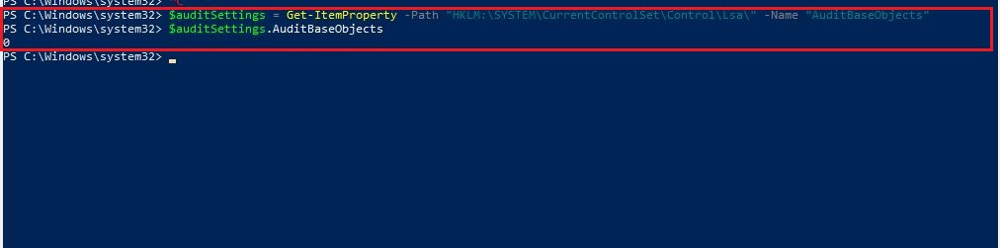 PS C:\Windows\system32> ^C
PS C:\Windows\system32> $auditSettings = Get-ItemProperty -Path "HKLM:\SYSTEM\CurrentControlSet\Control\Lsa\" -Name "AuditBaseObjects"
PS C:\Windows\system32> $auditSettings.AuditBaseObjects
0
PS C:\Windows\system32>